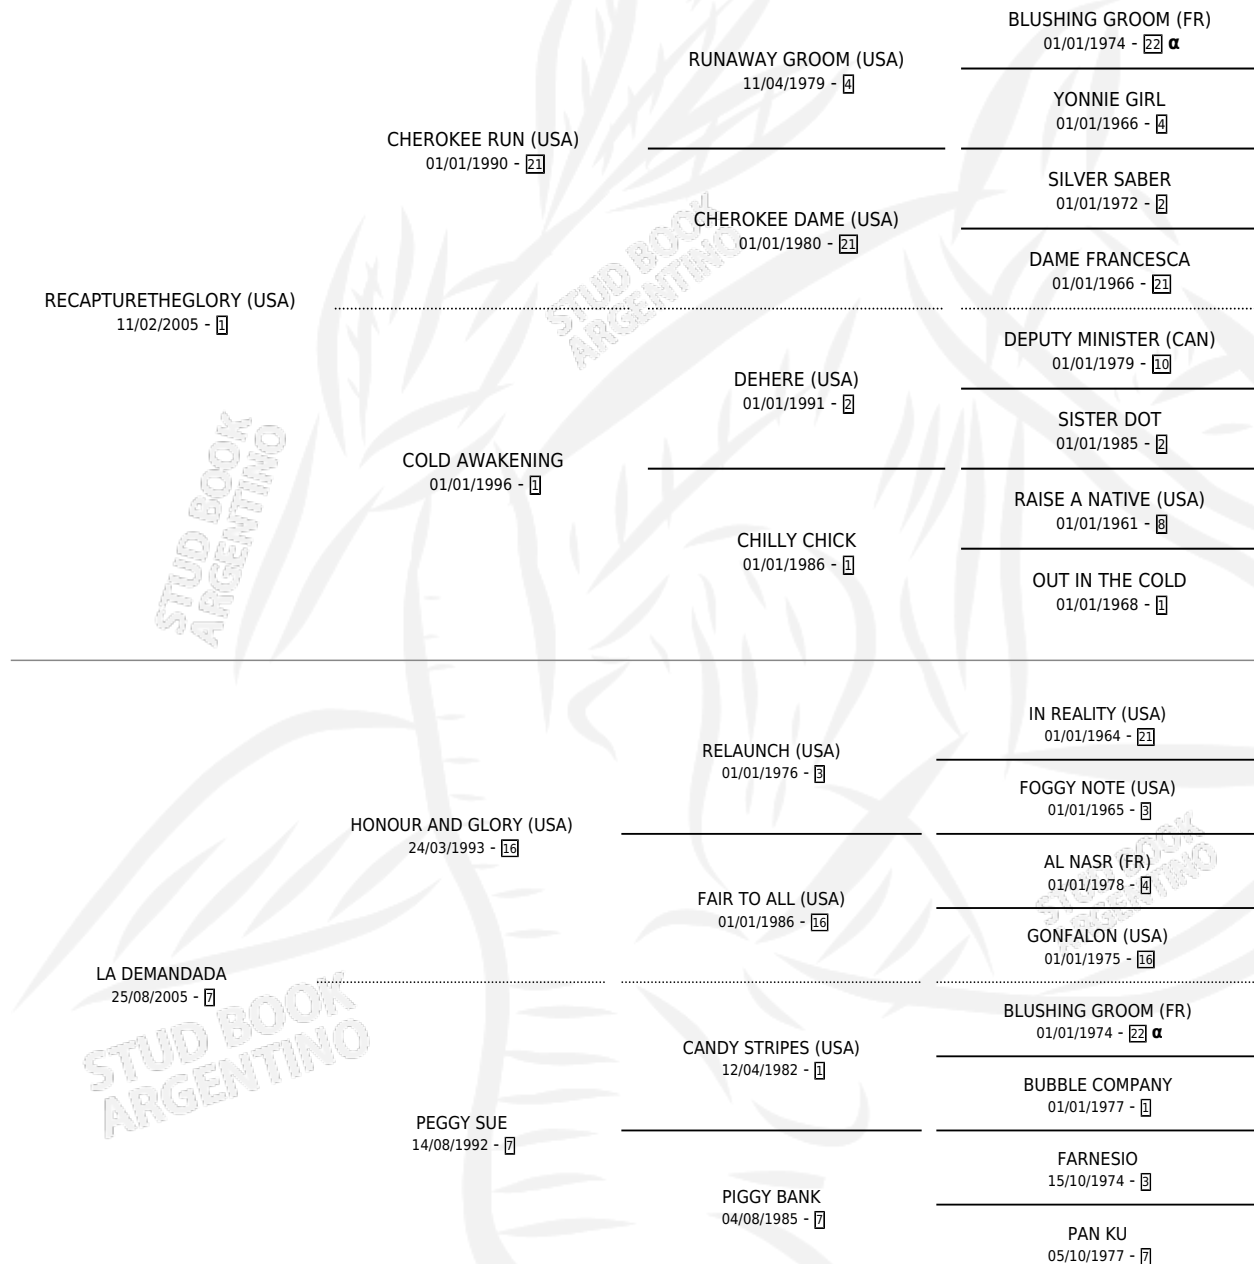 BLUSHING GROOM (FR)
01/01/1974 - 22 α
RUNAWAY GROOM (USA)
11/04/1979 - 4
YONNIE GIRL
01/01/1966 - 4
CHEROKEE RUN (USA)
01/01/1990 - 21
SILVER SABER
01/01/1972 - 2
CHEROKEE DAME (USA)
01/01/1980 - 21
DAME FRANCESCA
01/01/1966 - 21
RECAPTURETHEGLORY (USA)
11/02/2005 - 1
DEPUTY MINISTER (CAN)
01/01/1979 - 10
DEHERE (USA)
01/01/1991 - 2
SISTER DOT
01/01/1985 - 2
COLD AWAKENING
01/01/1996 - 1
RAISE A NATIVE (USA)
01/01/1961 - 8
CHILLY CHICK
01/01/1986 - 1
OUT IN THE COLD
01/01/1968 - 1
IN REALITY (USA)
01/01/1964 - 21
RELAUNCH (USA)
01/01/1976 - 3
FOGGY NOTE (USA)
01/01/1965 - 3
HONOUR AND GLORY (USA)
24/03/1993 - 16
AL NASR (FR)
01/01/1978 - 4
FAIR TO ALL (USA)
01/01/1986 - 16
GONFALON (USA)
01/01/1975 - 16
LA DEMANDADA
25/08/2005 - 7
BLUSHING GROOM (FR)
01/01/1974 - 22 α
CANDY STRIPES (USA)
12/04/1982 - 1
BUBBLE COMPANY
01/01/1977 - 1
PEGGY SUE
14/08/1992 - 7
FARNESIO
15/10/1974 - 3
PIGGY BANK
04/08/1985 - 7
PAN KU
05/10/1977 - 7
STUD BOOK
ARGENTINO
STUD BOOK
ARGENTINO
STUD BOOK
ARGENTINO
STUD BOOK
ARGENTINO